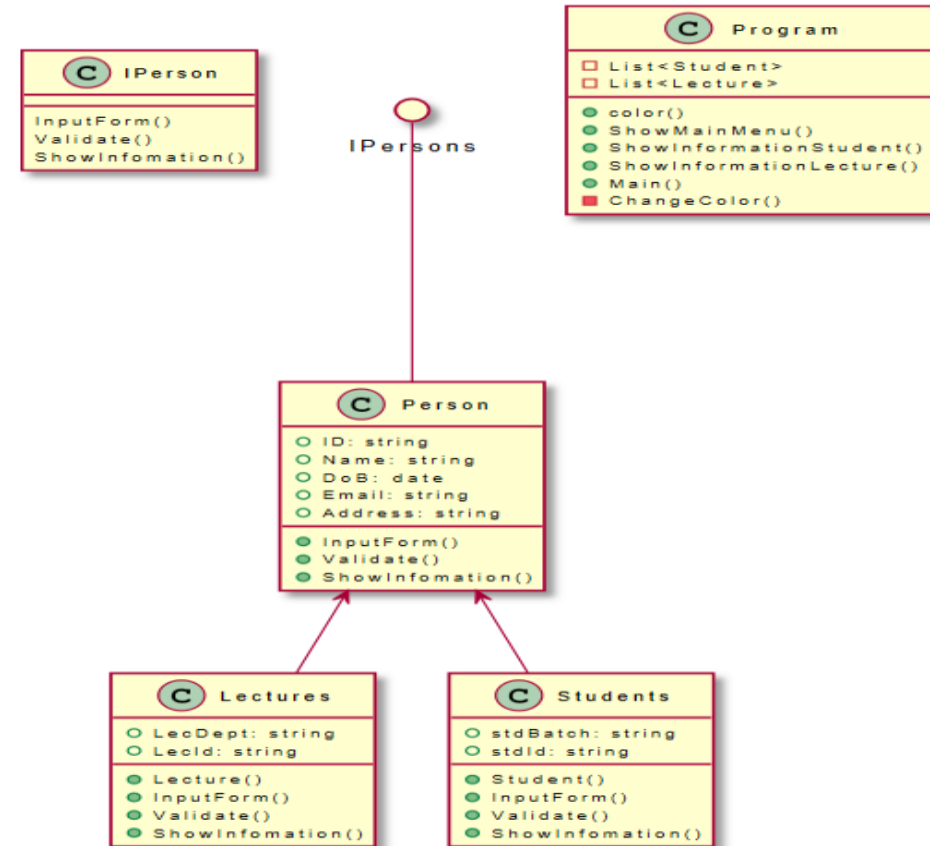 C IPerson
InputForm()
Validate()
ShowInfomation()
IPersons
C Program
List<Student>
List<Lecture>
color()
ShowMainMenu()
ShowInformationStudent()
ShowInformationLecture()
Main()
ChangeColor()
C Person
ID: string
Name: string
DoB: date
Email: string
Address: string
InputForm()
Validate()
ShowInfomation()
C Lectures
LecDept: string
LecId: string
Lecture()
InputForm()
Validate()
ShowInfomation()
C Students
stdBatch: string
stdId: string
Student()
InputForm()
Validate()
ShowInfomation()